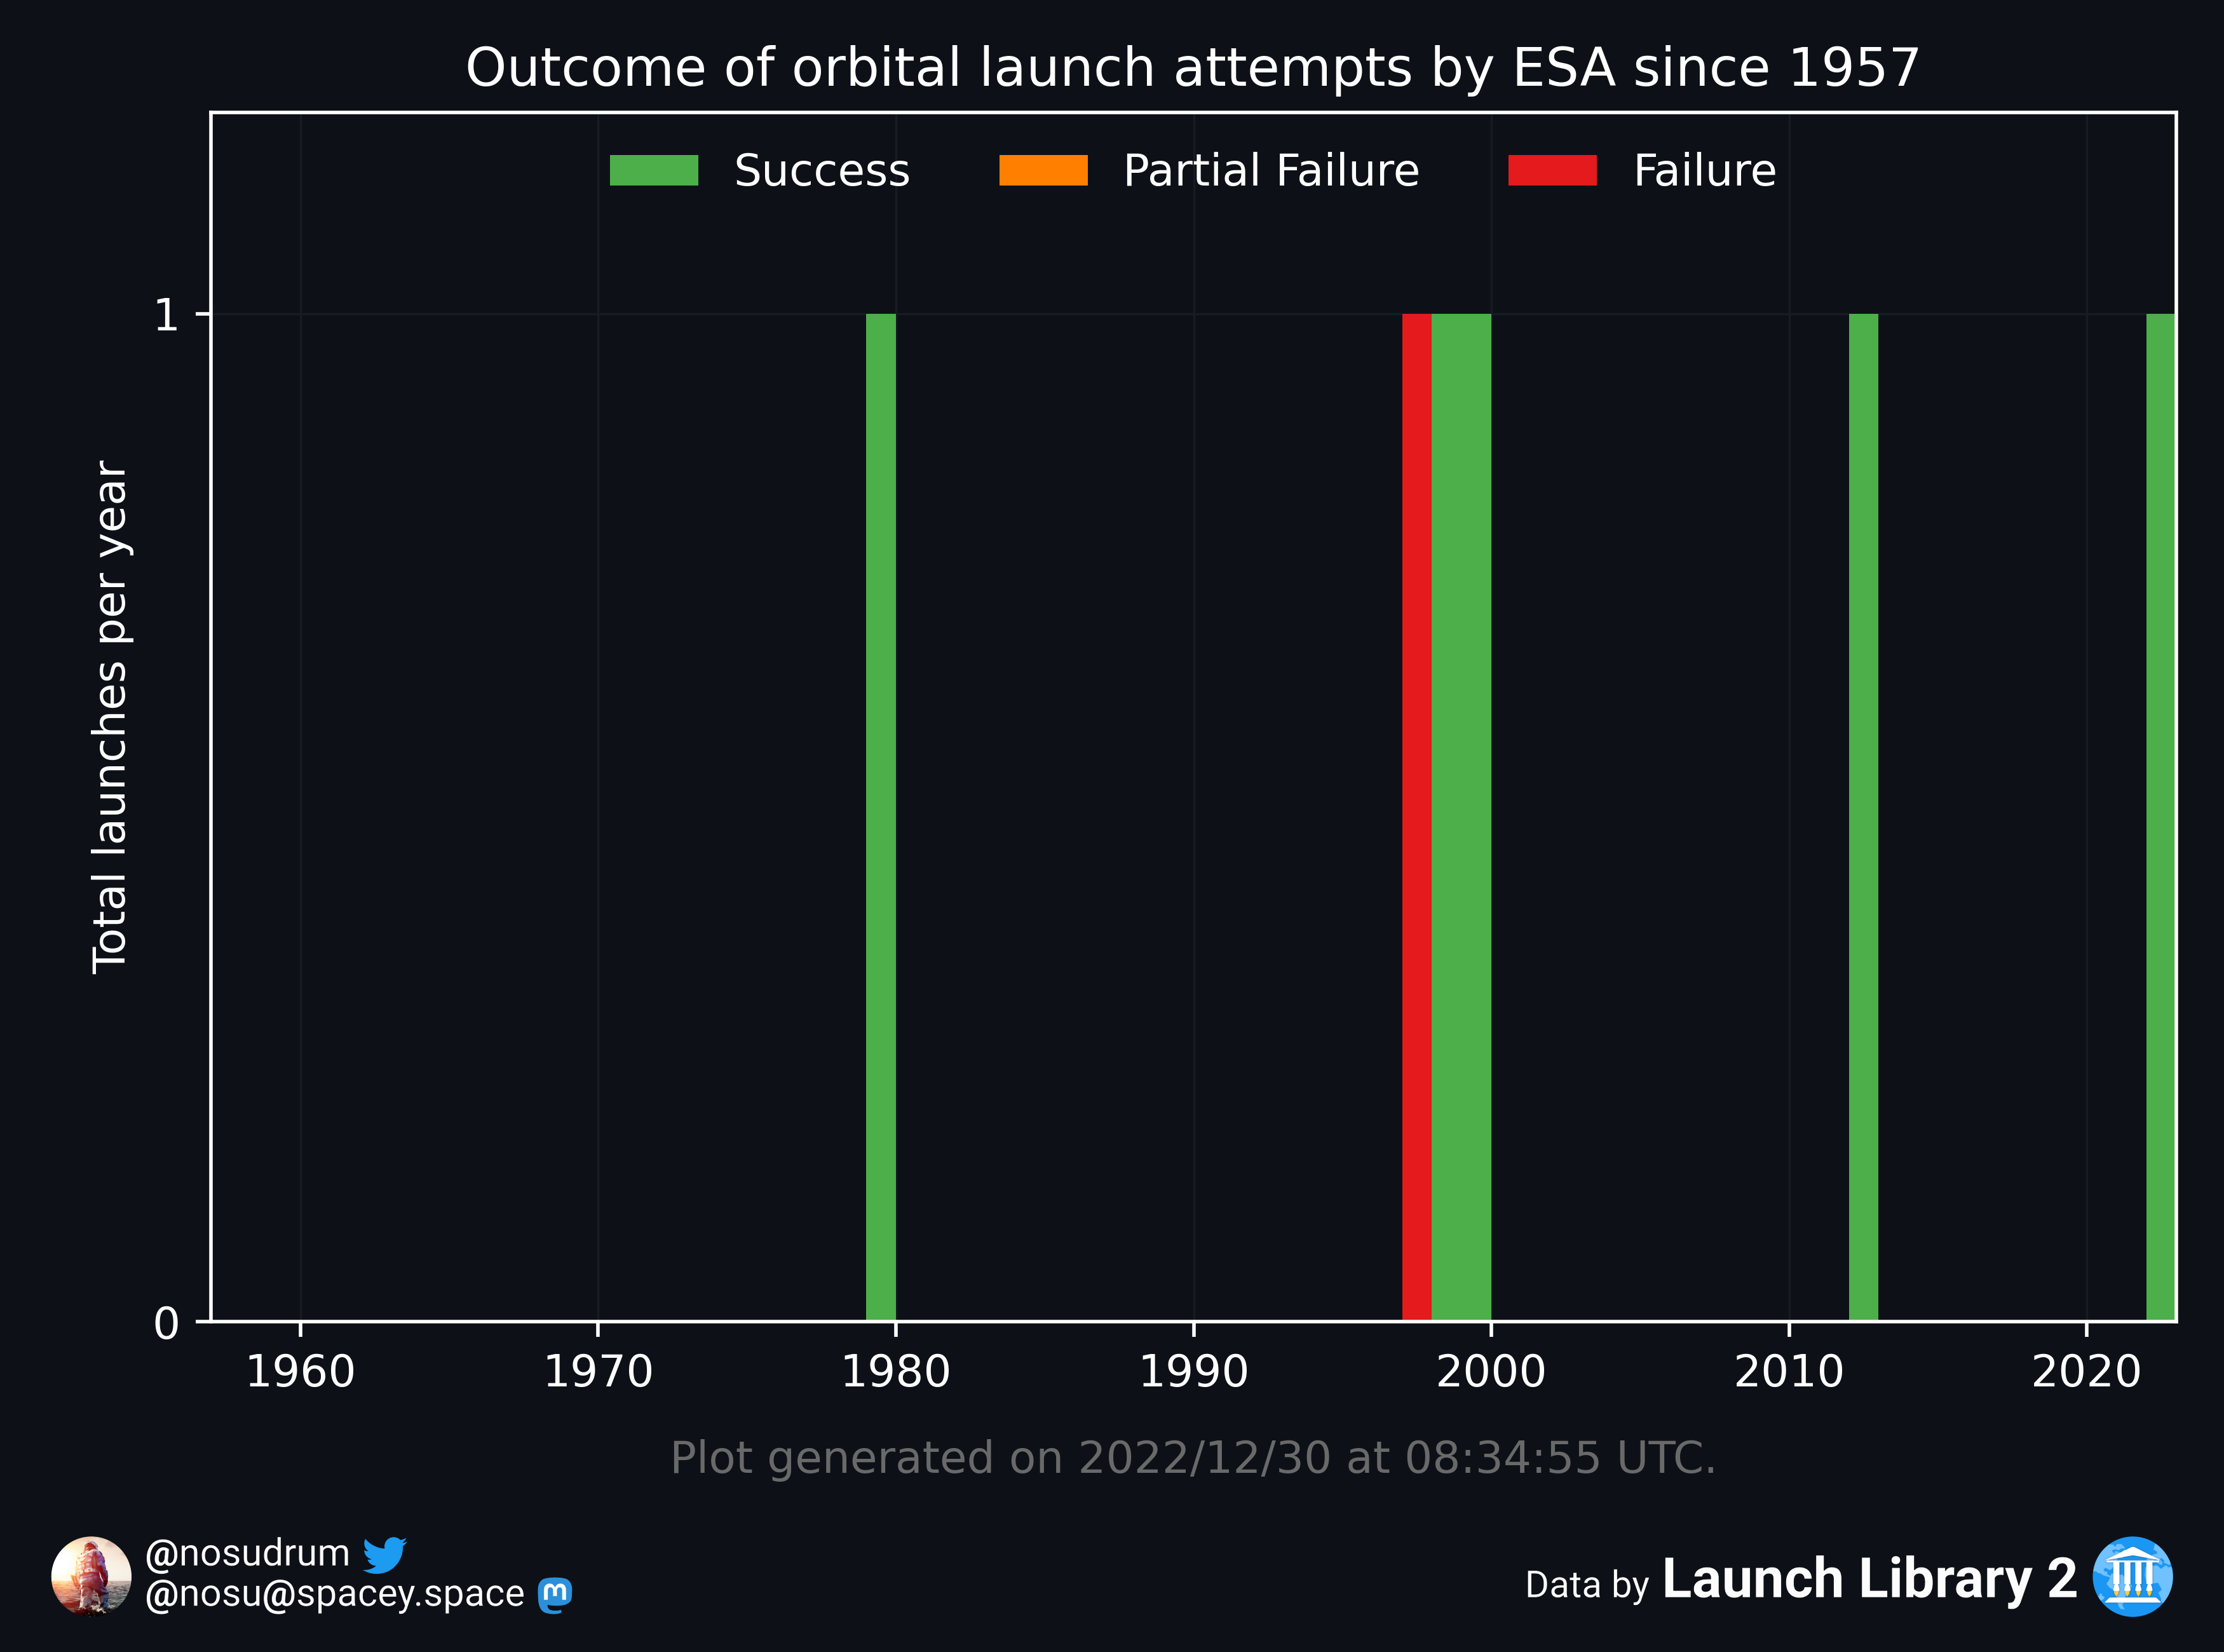 Outcome of orbital launch attempts by ESA since 1957
Success Partial Failure Failure
Total launches per year
1
0
1960 1970 1980 1990 2000 2010 2020
Plot generated on 2022/12/30 at 08:34:55 UTC.
@nosudrum
@nosu@spacey.space
Data by Launch Library 2